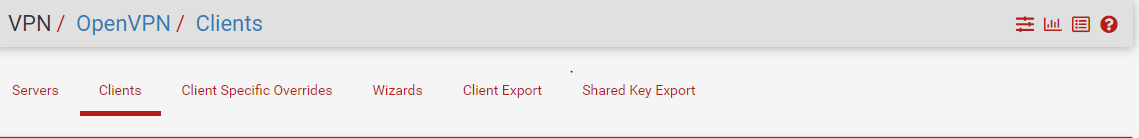 VPN / OpenVPN / Clients
Servers Clients Client Specific Overrides Wizards Client Export Shared Key Export